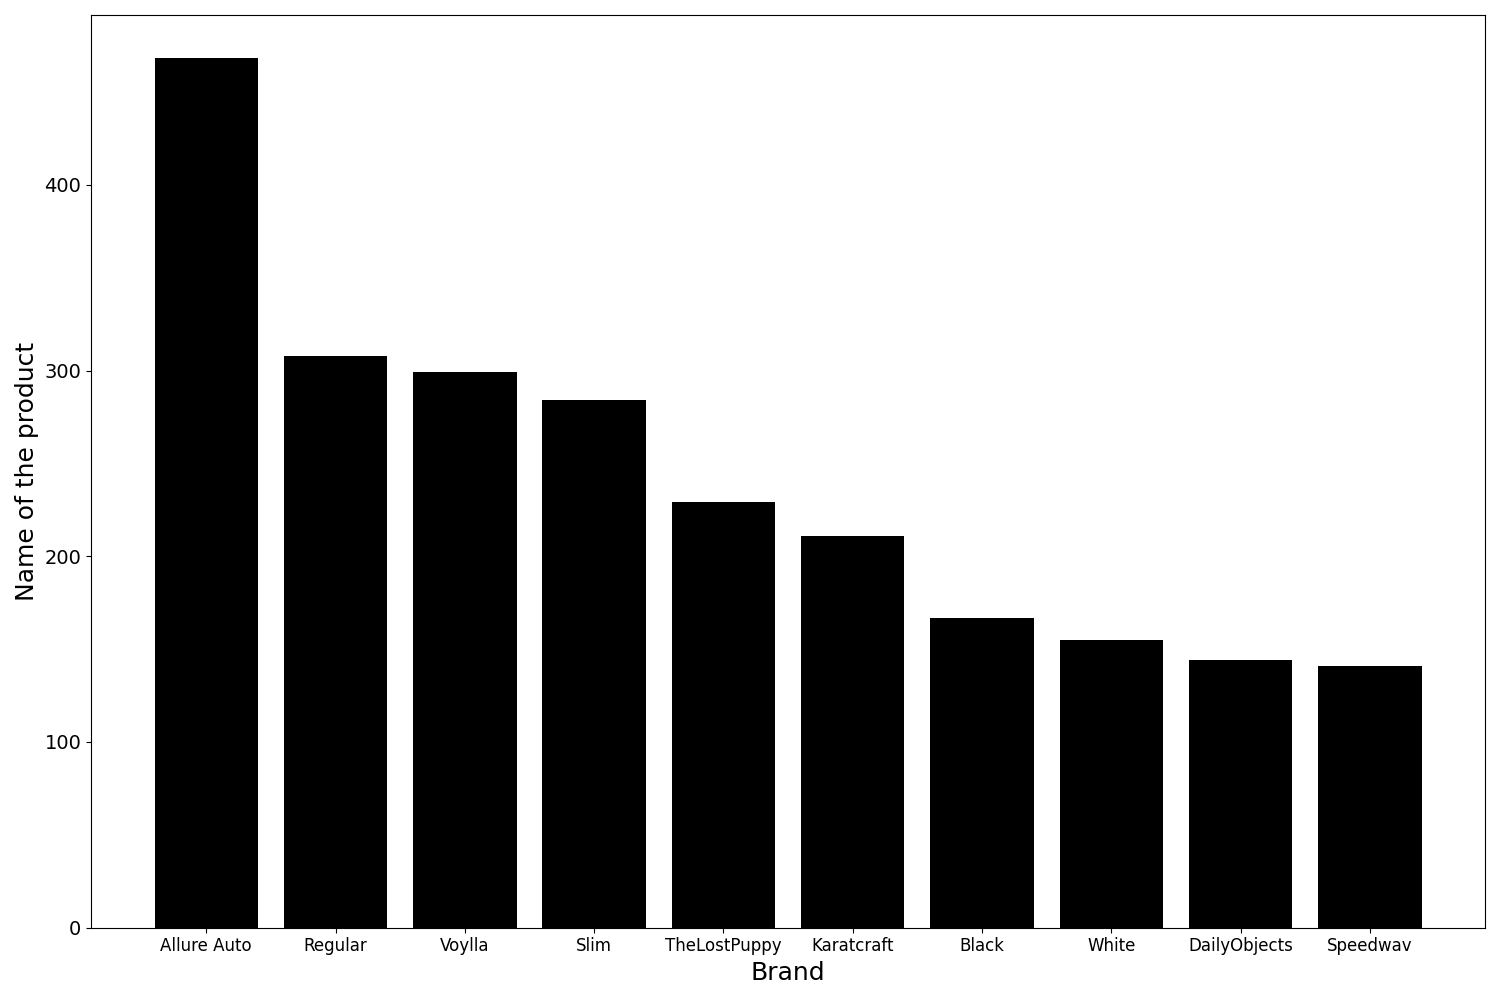 Name of the product
400
300
200
100
0
Allure Auto Regular Voylla Slim TheLostPuppy Karatcraft Black White DailyObjects Speedwav
Brand